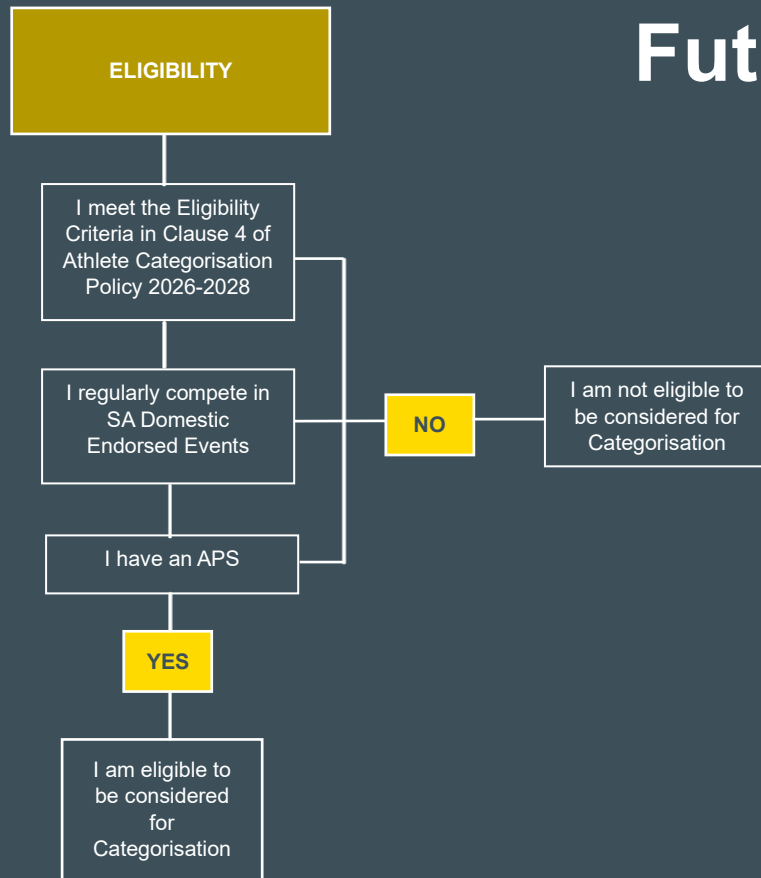 Fut
ELIGIBILITY
I meet the Eligibility
Criteria in Clause 4 of
Athlete Categorisation
Policy 2026-2028
I regularly compete in
SA Domestic
Endorsed Events
NO
I am not eligible to
be considered for
Categorisation
I have an APS
YES
I am eligible to
be considered
for
Categorisation